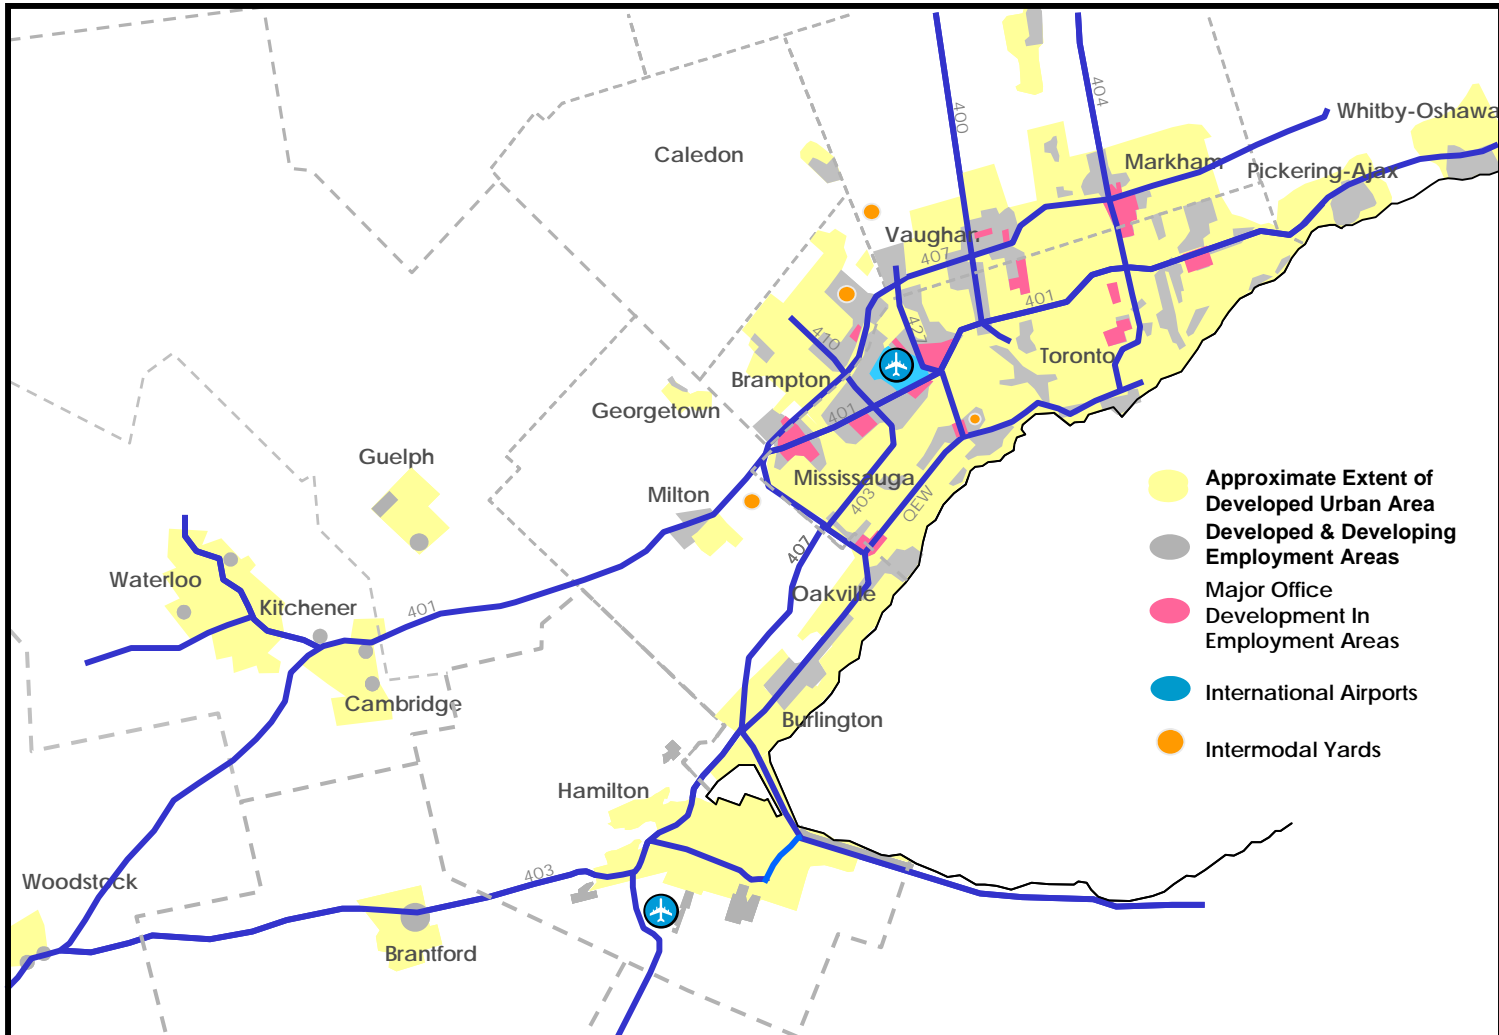 Whitby-Oshawa
404
400
Caledon
Markham
Pickering-Ajax
Vaughan
407
401
427
410
Toronto
Brampton
Georgetown
401
Guelph
Mississauga
Milton
403
QEW
407
Approximate Extent of
Developed Urban Area
Developed & Developing
Employment Areas
Major Office
Development In
Employment Areas
International Airports
Intermodal Yards
Waterloo
Kitchener
401
Oakville
Cambridge
Burlington
Hamilton
Woodstock
403
Brantford